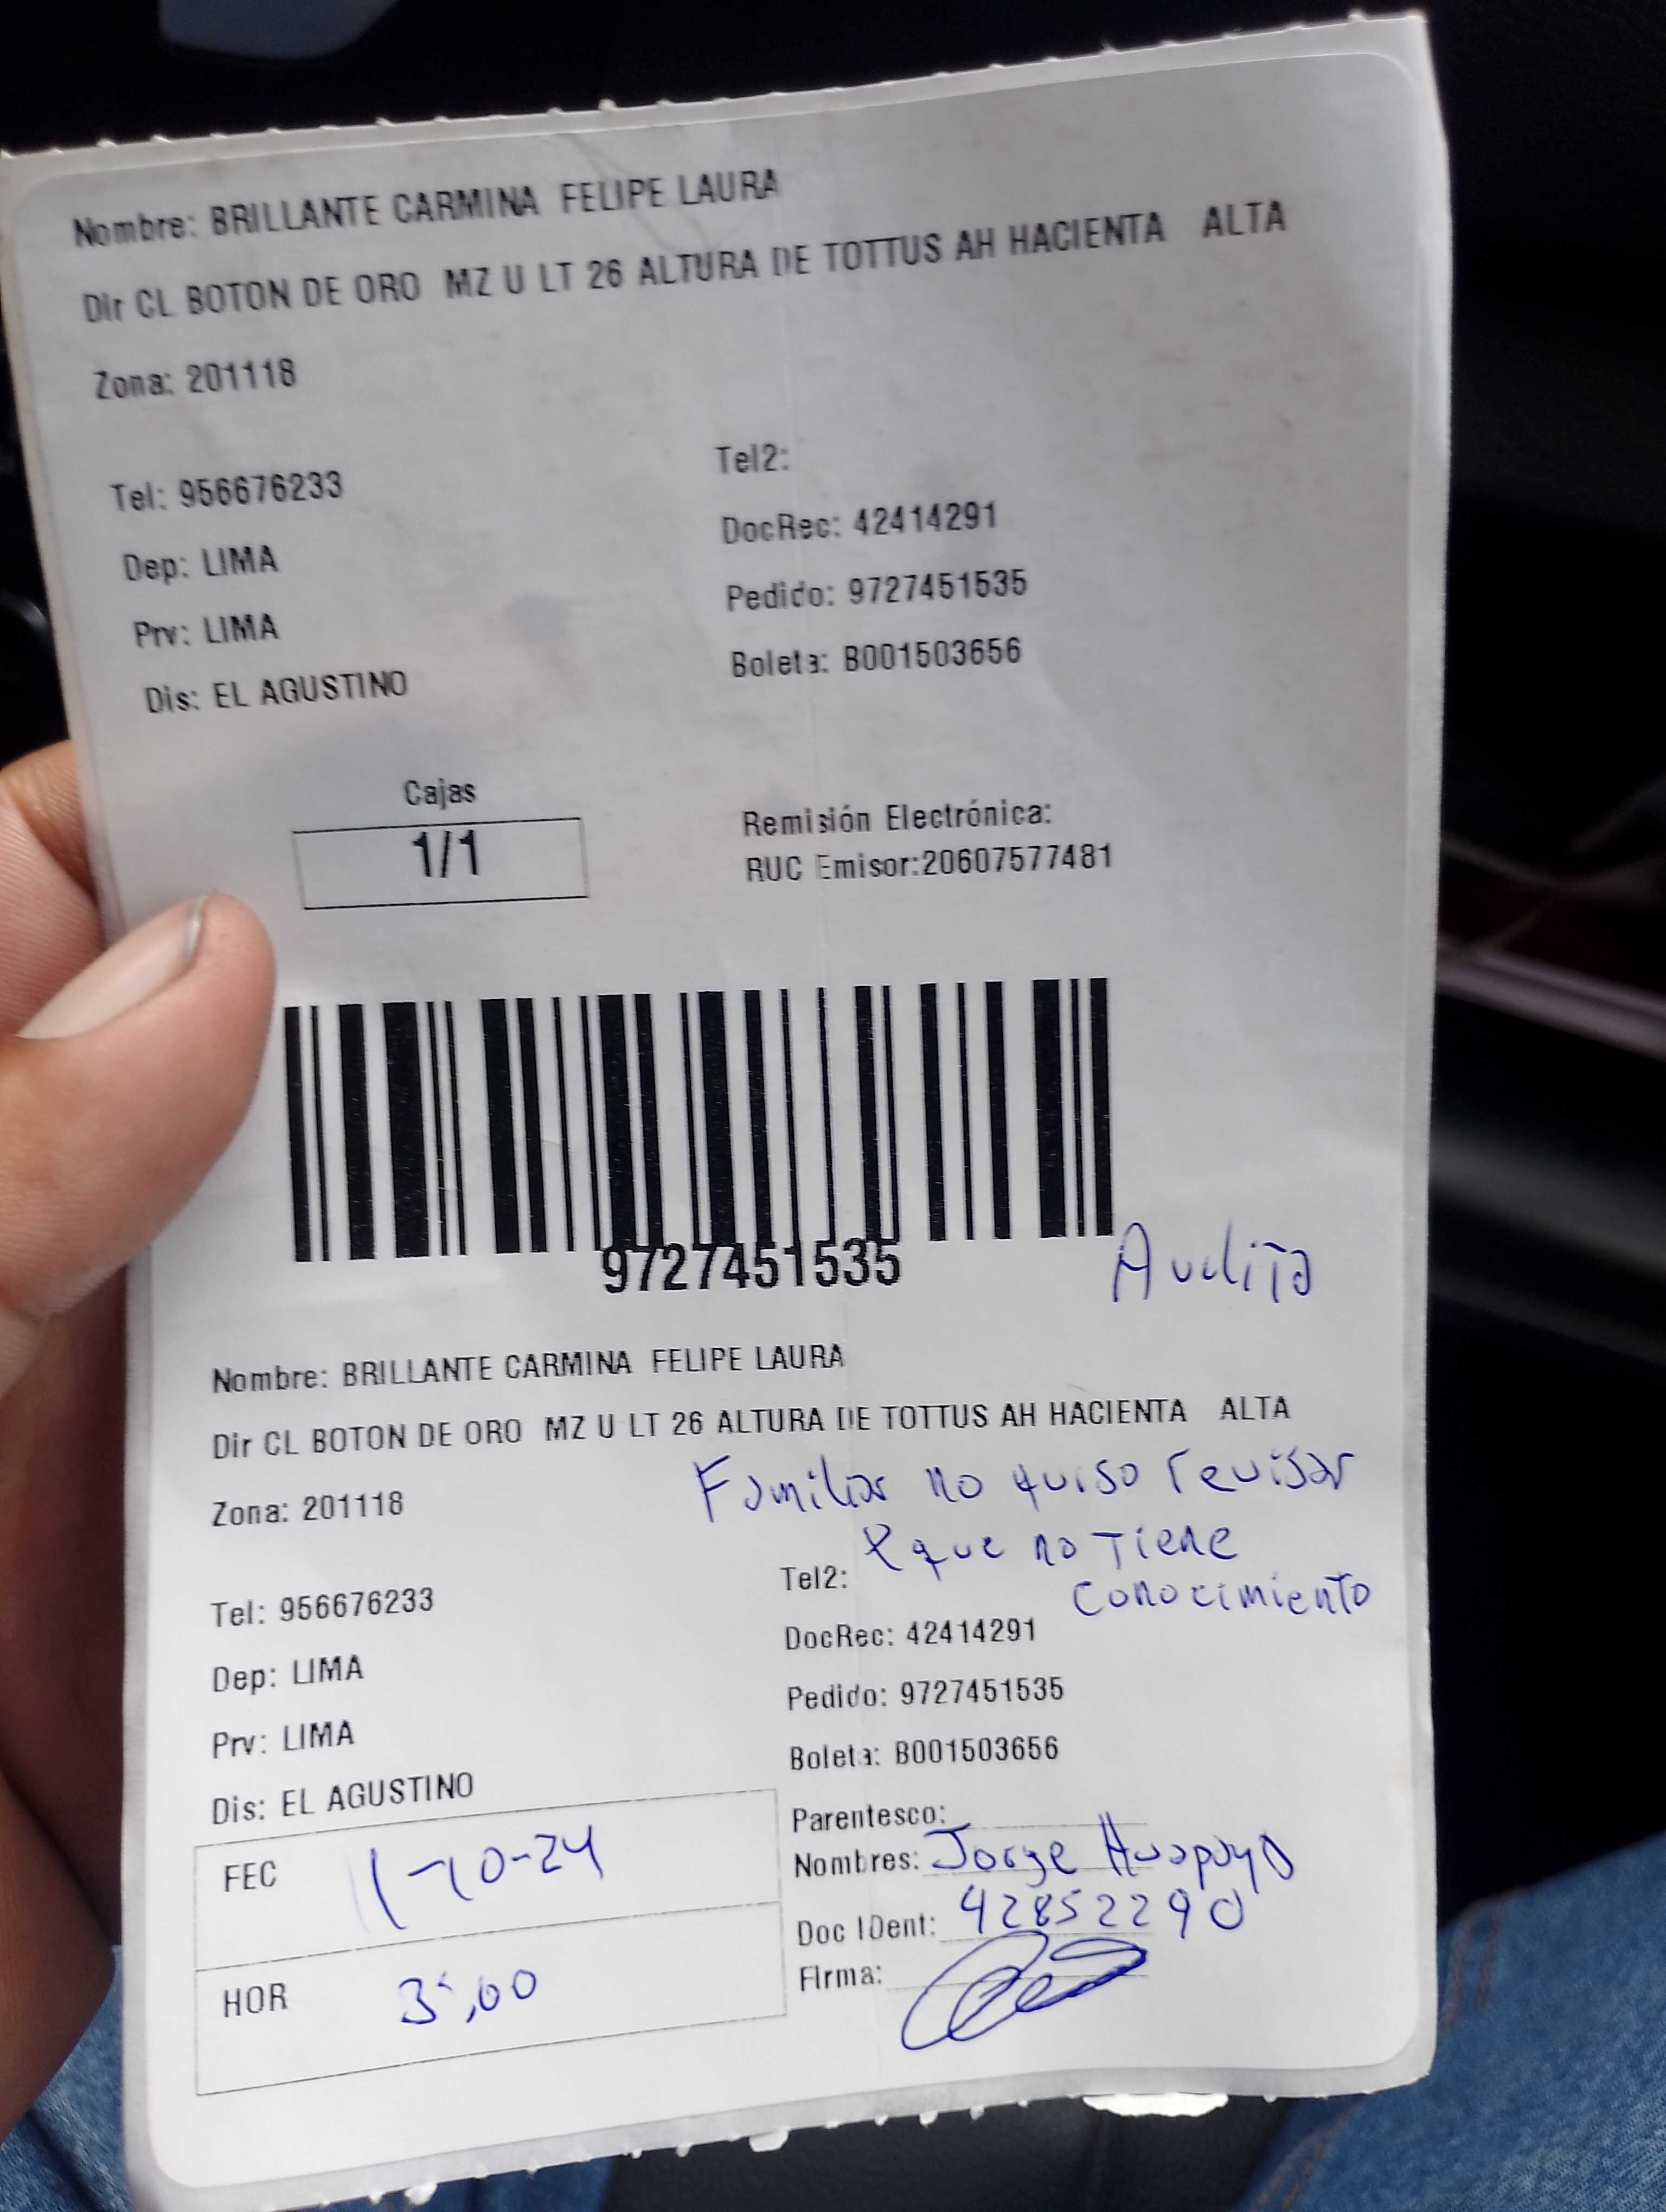 Nombre: BRILLANTE CARMINA FELIPE LAURA
Dir CL BOTON DE ORO MZ U LT 26 ALTURA DE TOTTUS AH HACIENTA ALTA
Zona: 201118
Tel: 956676233
Tel2:
Dep: LIMA
DocRec: 42414291
Prv: LIMA
Pedido: 9727451535
Dis: EL AGUSTINO
Boleta: B001503656
Cajas
1/1
Remisión Electrónica:
RUC Emisor:20607577481
9727451535
Nombre: BRILLANTE CARMINA FELIPE LAURA
Dir CL BOTON DE ORO MZ U LT 26 ALTURA DE TOTTUS AH HACIENTA ALTA
Familiar no quiso revisar
Zona: 201118
que no Tiene
conocimiento
Tel: 956676233
Tel2:
Dep: LIMA
DocRec: 42414291
Prv: LIMA
Pedido: 9727451535
Dis: EL AGUSTINO
Boleta: B001503656
FEC 1-10-24
HOR
Parentesco:
Nombres: Jorge Huapaya
Doc IDent: 42852290
Firma: